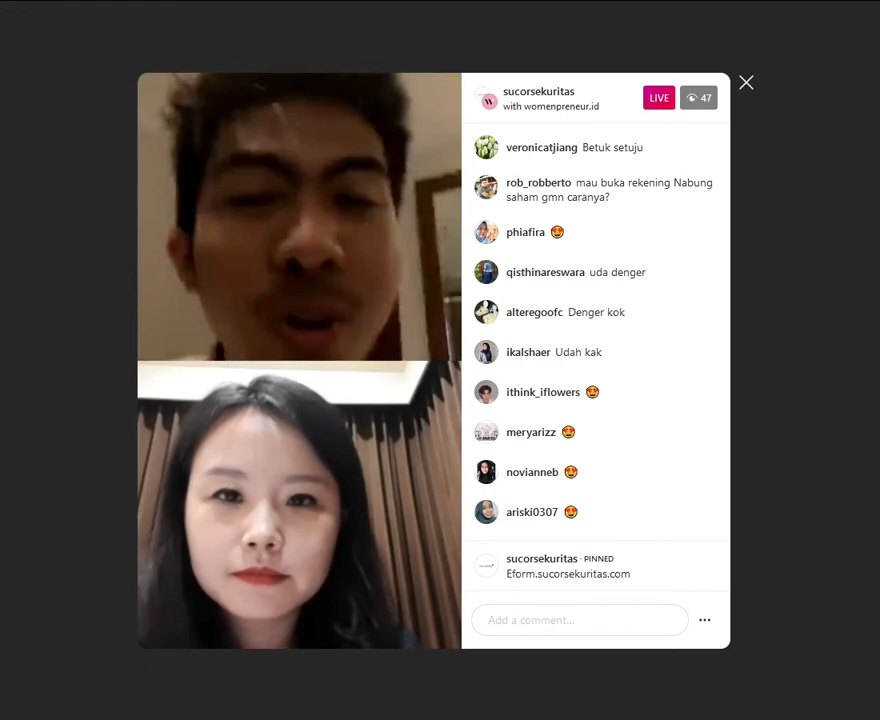 sucorsekuritas
with womenpreneur.id
LIVE
47
veronicatjiang Betuk setuju
rob_robberto mau buka rekening Nabung
saham gmn caranya?
phiafira 😍
qisthinareswara uda denger
alteregoofc Denger kok
ikalshaer Udah kak
ithink_iflowers 😍
meryarizz 😍
novianneb 😍
ariski0307 😍
sucorsekuritas · PINNED
Eform.sucorsekuritas.com
Add a comment...